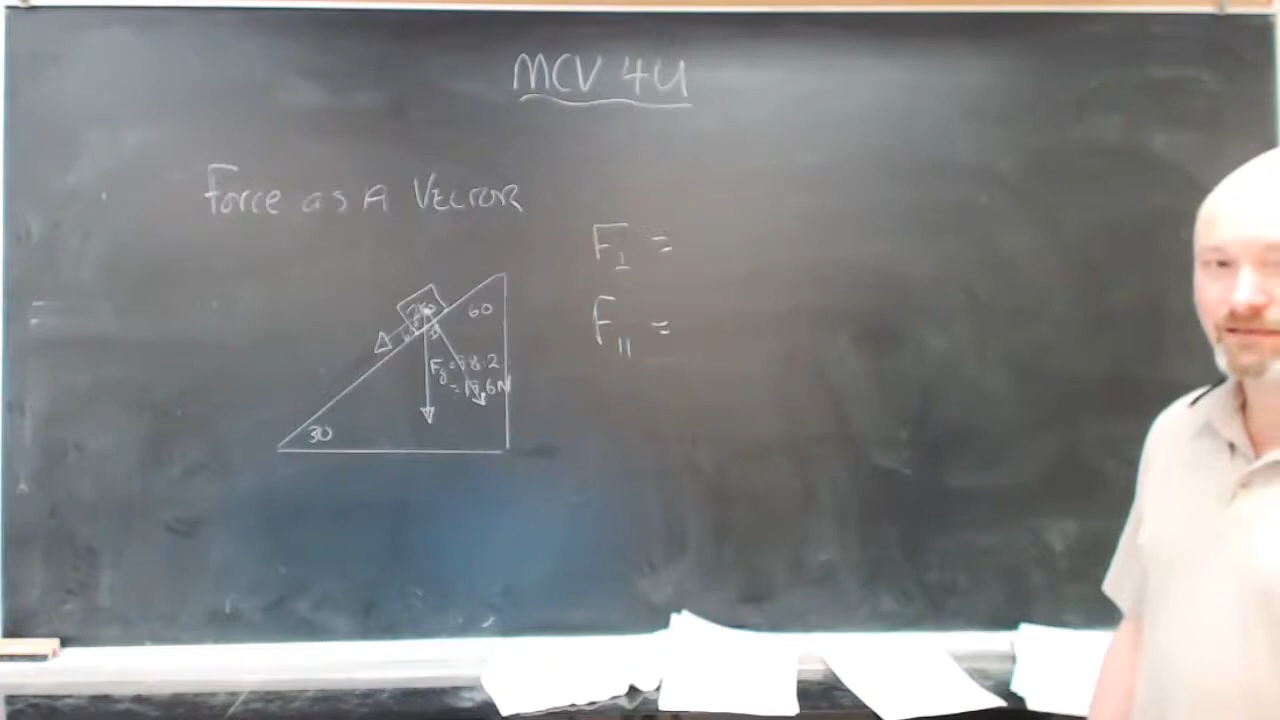 MCV 4U
Force as A VECTOR
F⊥ =
F∥ =
60
30